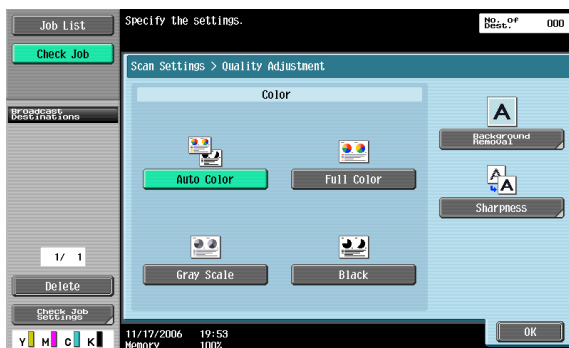 Job List
Specify the settings.
No. of
Dest.
000
Check Job
Scan Settings > Quality Adjustment
Color
Broadcast
Destinations
A
Background
Removal
Auto Color
Full Color
A
A
Sharpness
1/ 1
Gray Scale
Black
Delete
Check Job
Settings
OK
Y M C K
11/17/2006 19:53
Memory 100%